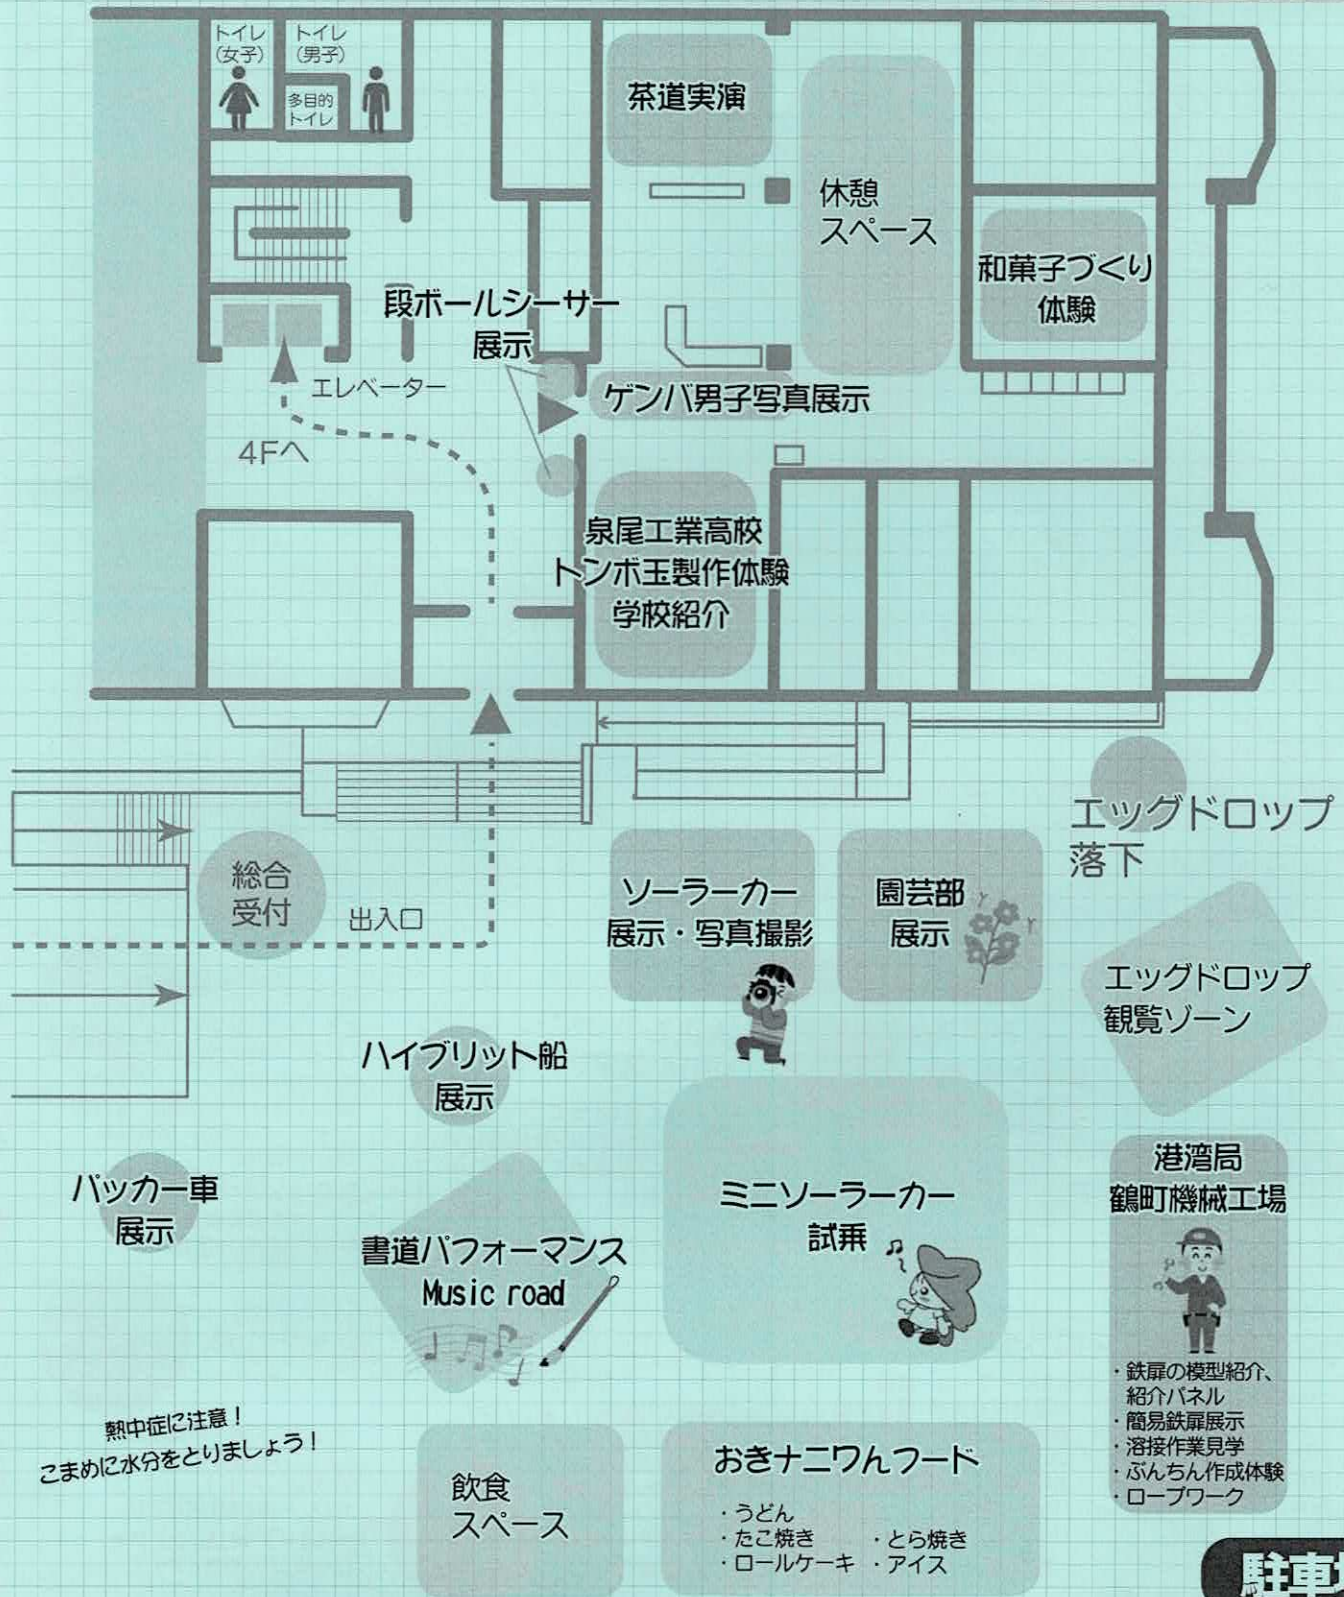 トイレ
(女子)
トイレ
(男子)
多目的
トイレ
茶道実演
休憩
スペース
和菓子づくり
体験
段ボールシーサー
展示
エレベーター
ゲンバ男子写真展示
4Fへ
泉尾工業高校
トンボ玉製作体験
学校紹介
エッグドロップ
落下
総合
受付
出入口
ソーラーカー
展示・写真撮影
園芸部
展示
エッグドロップ
観覧ゾーン
ハイブリット船
展示
パッカー車
展示
書道パフォーマンス
Music road
ミニソーラーカー
試乗
港湾局
鶴町機械工場
・鉄扉の模型紹介、
紹介パネル
・簡易鉄扉展示
・溶接作業見学
・ぶんちん作成体験
・ロープワーク
熱中症に注意！
こまめに水分をとりましょう！
飲食
スペース
おきナニワんフード
・うどん
・たこ焼き ・とら焼き
・ロールケーキ ・アイス
駐車